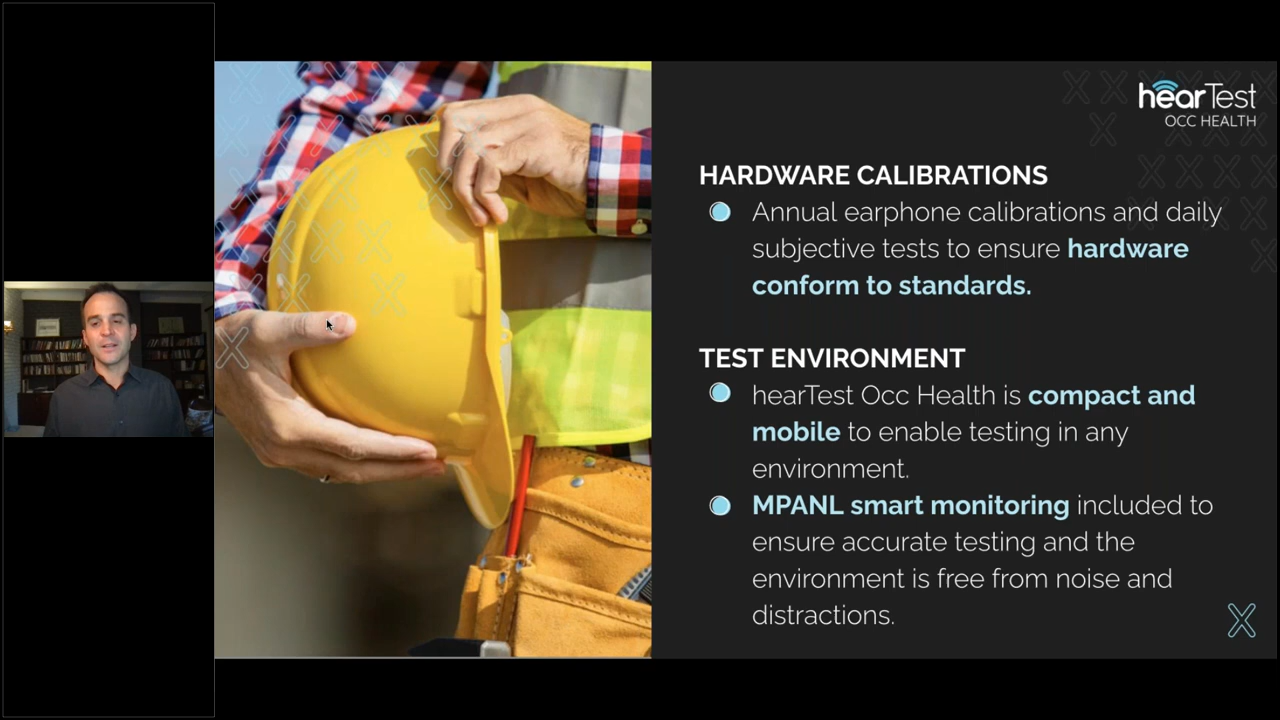 hearTest
OCC HEALTH
HARDWARE CALIBRATIONS
Annual earphone calibrations and daily
subjective tests to ensure hardware
conform to standards.
TEST ENVIRONMENT
hearTest Occ Health is compact and
mobile to enable testing in any
environment.
MPANL smart monitoring included to
ensure accurate testing and the
environment is free from noise and
distractions.